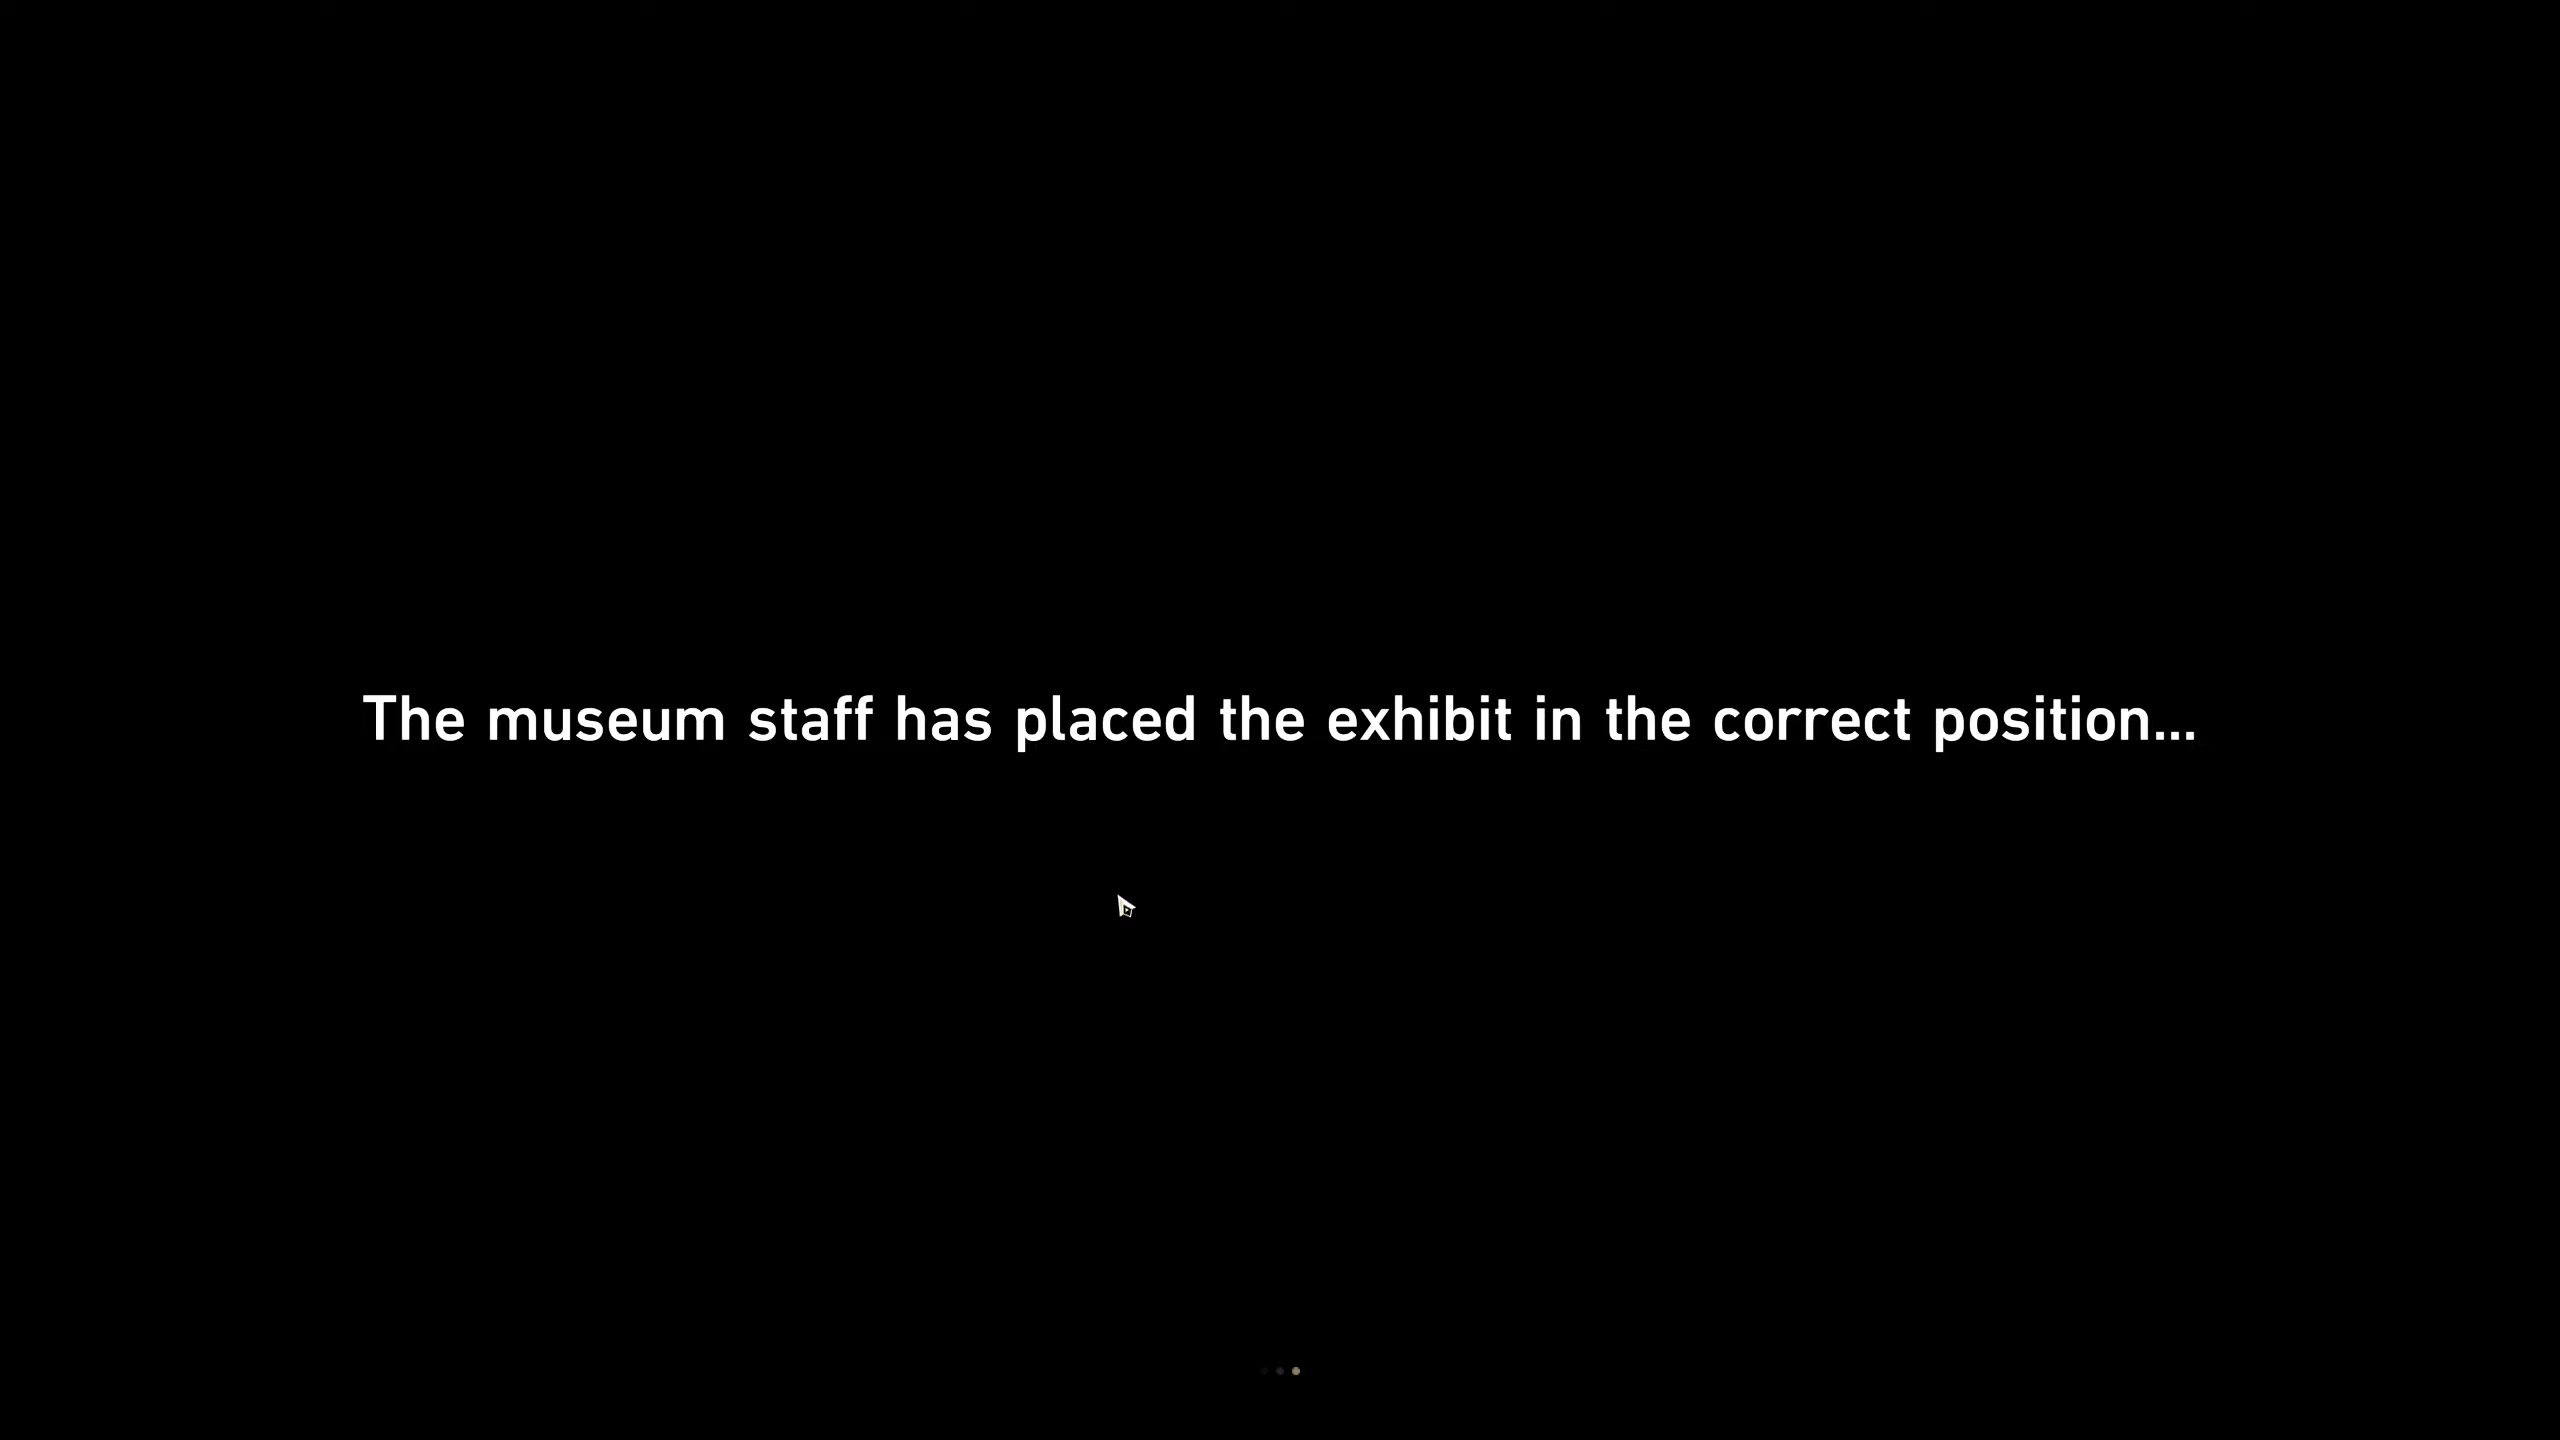 The museum staff has placed the exhibit in the correct position...